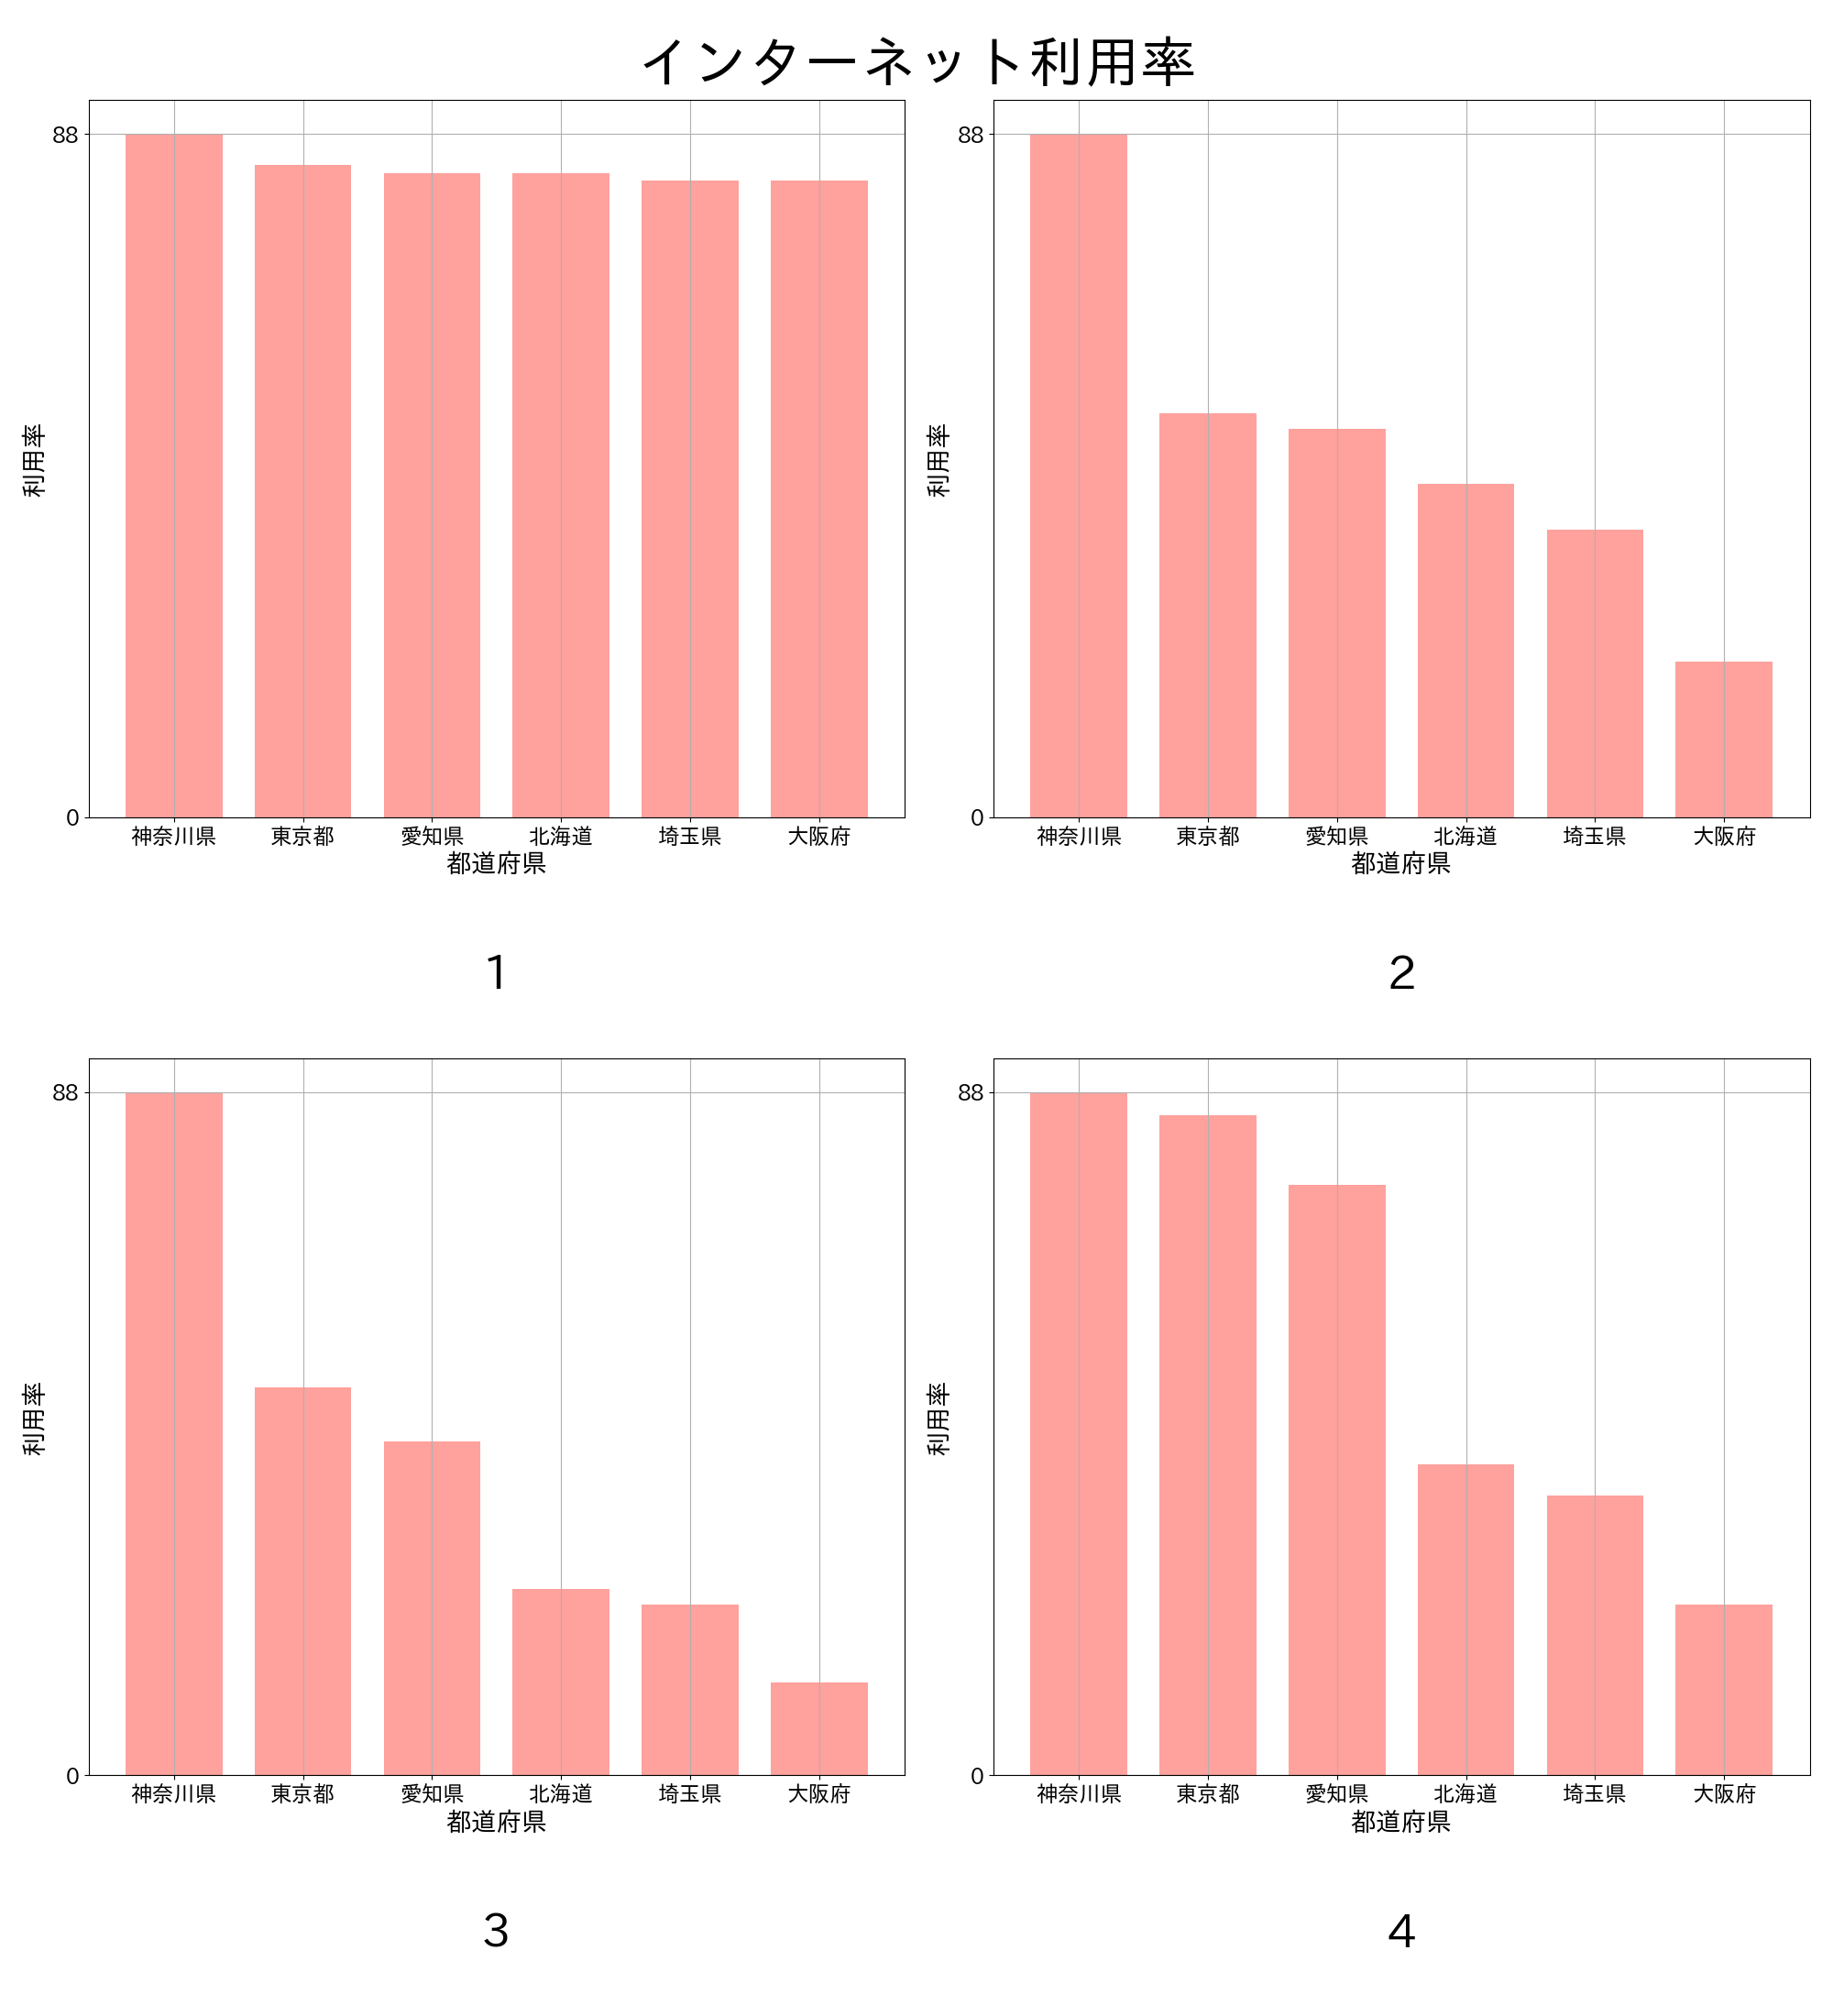 インターネット利用率
88
0
利用率
神奈川県 東京都 愛知県 北海道 埼玉県 大阪府
都道府県
1
88
0
利用率
神奈川県 東京都 愛知県 北海道 埼玉県 大阪府
都道府県
2
88
0
利用率
神奈川県 東京都 愛知県 北海道 埼玉県 大阪府
都道府県
3
88
0
利用率
神奈川県 東京都 愛知県 北海道 埼玉県 大阪府
都道府県
4